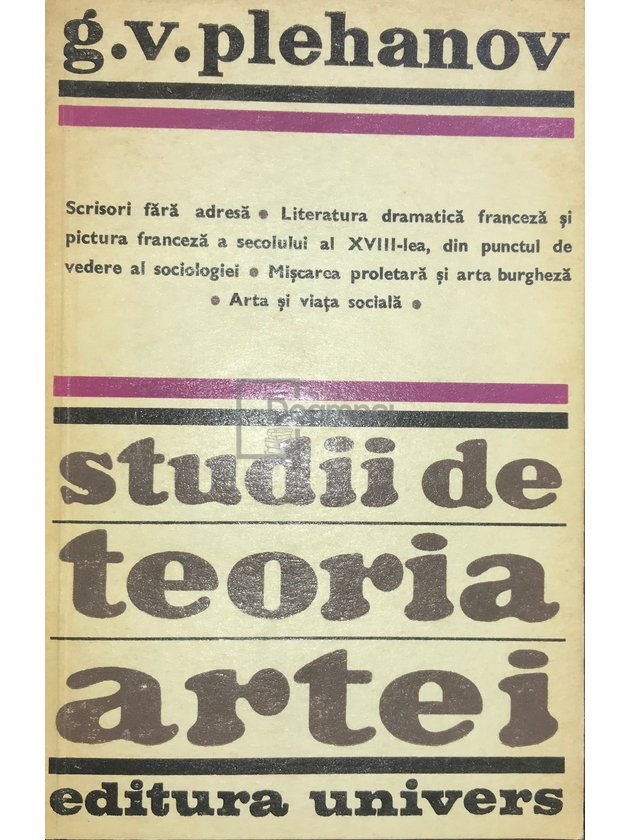 g.v.plehanov
Scrisori fără adresă • Literatura dramatică franceză și
pictura franceză a secolului al XVIII-lea, din punctul de
vedere al sociologiei • Mișcarea proletară și arta burgheză
• Arta și viața socială •
studii de
teoria
artei
editura univers